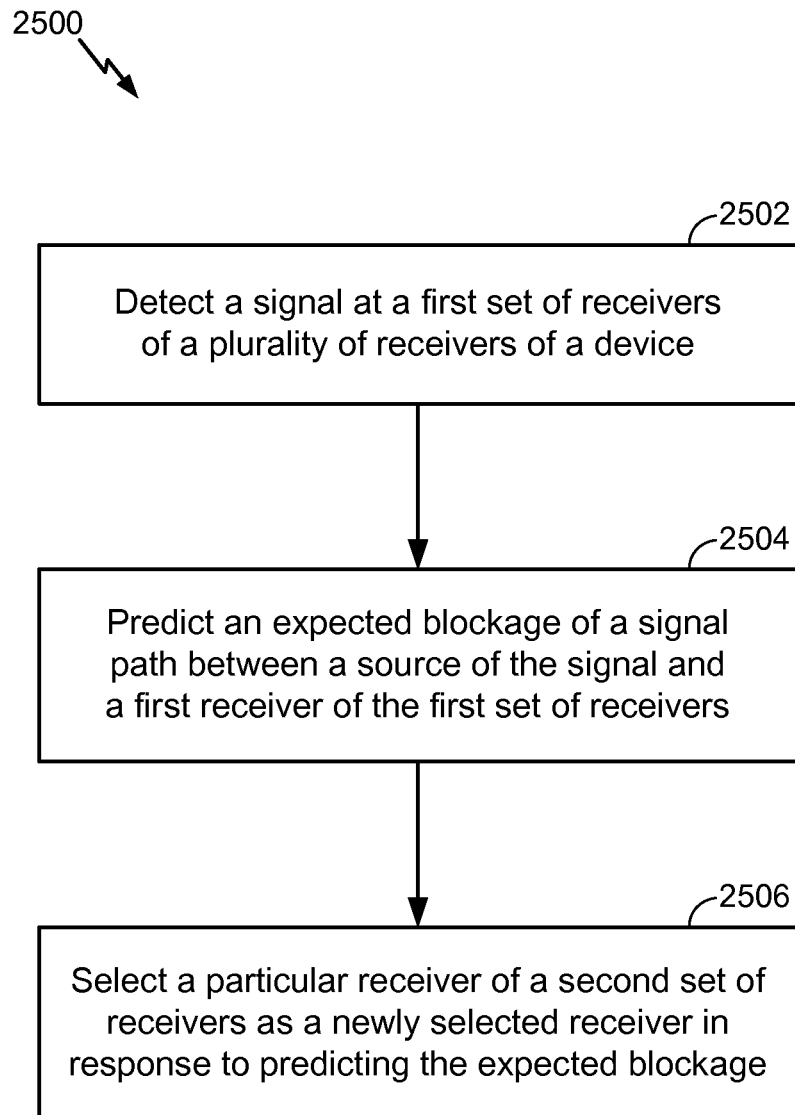 2500
2502
Detect a signal at a first set of receivers
of a plurality of receivers of a device
2504
Predict an expected blockage of a signal
path between a source of the signal and
a first receiver of the first set of receivers
2506
Select a particular receiver of a second set of
receivers as a newly selected receiver in
response to predicting the expected blockage